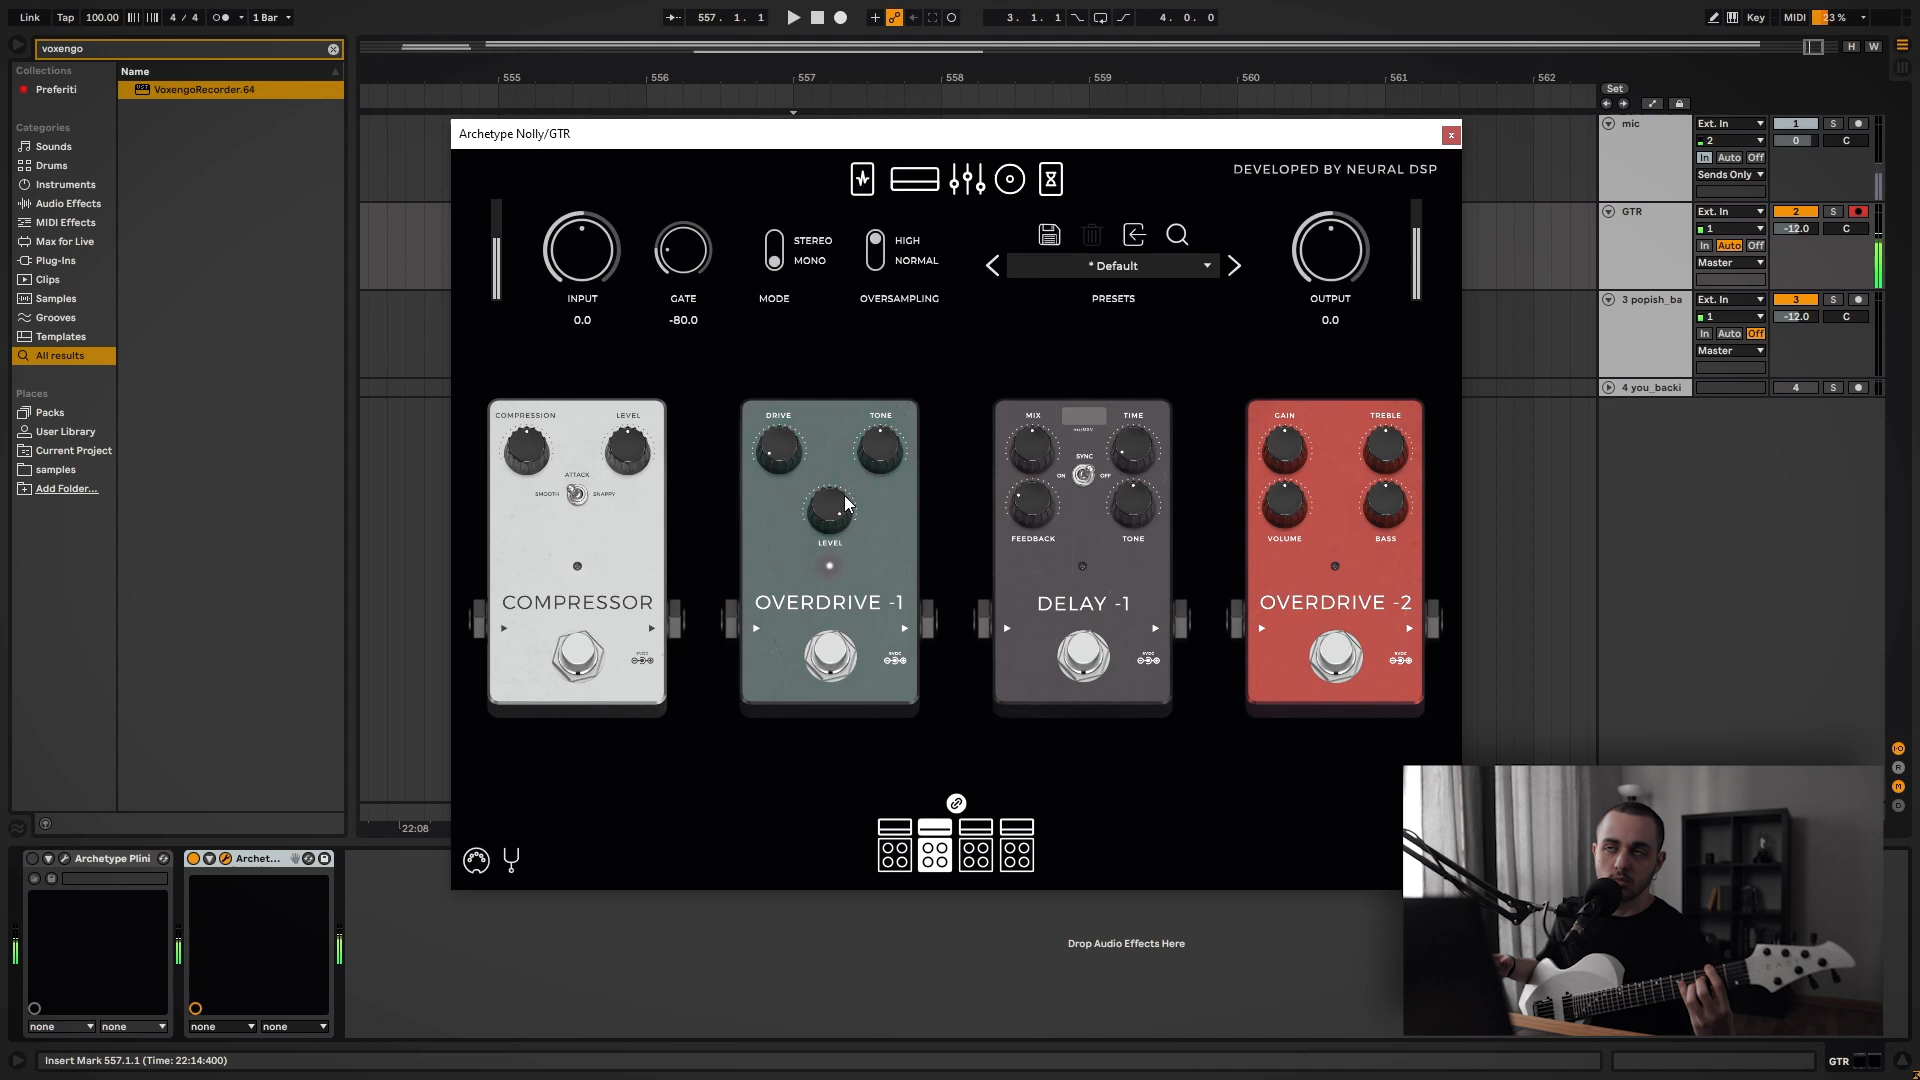 Link Tap 100.00 4 / 4 1 Bar 557. 1. 1 3. 1. 1 4. 0. 0 Key MIDI 23 %
voxengo
H W
Collections Name
Preferiti VoxengoRecorder.64
555 556 557 558 559 560 561 562
Set
Categories
Sounds
Drums
Instruments
Audio Effects
MIDI Effects
Max for Live
Plug-Ins
Clips
Samples
Grooves
Templates
All results
Places
Packs
User Library
Current Project
samples
Add Folder...
mic Ext. In 1 S
2 0 C
In Auto Off
Sends Only
GTR Ext. In 2 S
1 -12.0 C
In Auto Off
Master
3 popish_ba Ext. In 3 S
1 -12.0 C
In Auto Off
Master
4 you_backi 4 S
Archetype Nolly/GTR x
DEVELOPED BY NEURAL DSP
STEREO
MONO
HIGH
NORMAL
* Default
INPUT GATE MODE OVERSAMPLING PRESETS OUTPUT
0.0 -80.0 0.0
COMPRESSION LEVEL
ATTACK
SMOOTH SNAPPY
COMPRESSOR
9VDC
DRIVE TONE
LEVEL
OVERDRIVE -1
9VDC
MIX TIME
SYNC
ON OFF
FEEDBACK TONE
DELAY -1
9VDC
GAIN TREBLE
VOLUME BASS
OVERDRIVE -2
9VDC
22:08
I·O
R
M
D
Archetype Plini Archet...
none none none none
Drop Audio Effects Here
Insert Mark 557.1.1 (Time: 22:14:400)
GTR